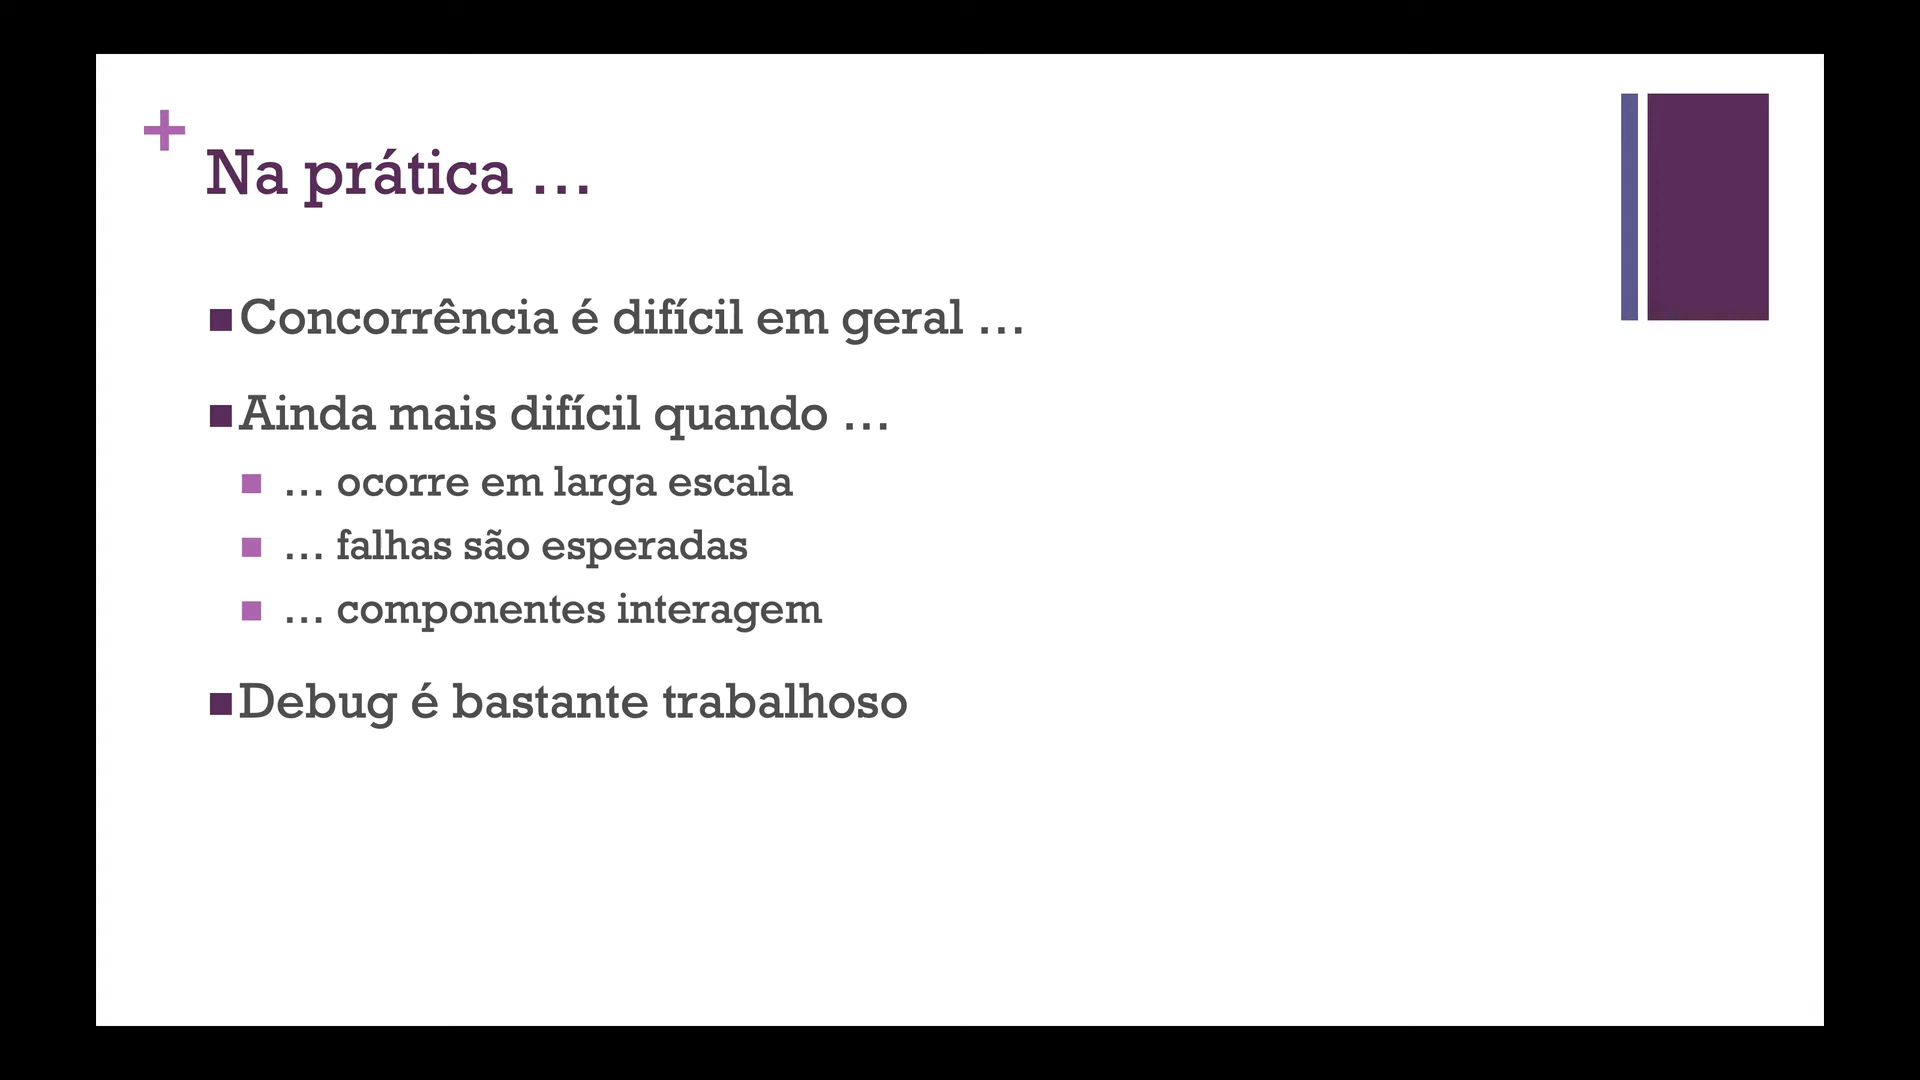 Na prática …
Concorrência é difícil em geral …
Ainda mais difícil quando …
… ocorre em larga escala
… falhas são esperadas
… componentes interagem
Debug é bastante trabalhoso